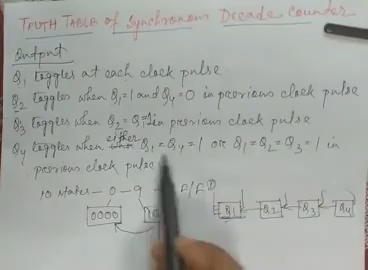 TRUTH TABLE of Synchronous Decade Counter
Output
Q1 toggles at each clock pulse
Q2 toggles when Q1=1 and Q4=0 in previous clock pulse
Q3 toggles when Q2=Q1=1 in previous clock pulse
either
Q4 toggles when Q1=Q4=1 or Q1=Q2=Q3=1 in
previous clock pulse
10 states - 0 - 9
0000
Q1 Q2 Q3 Q4